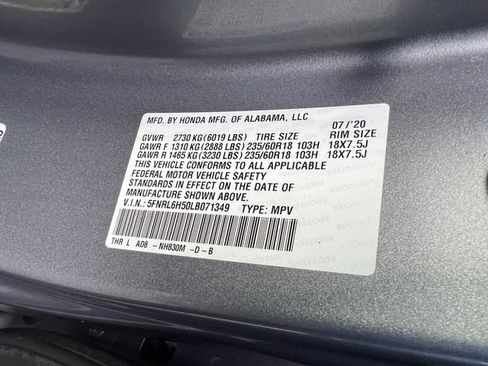 MFD. BY HONDA MFG. OF ALABAMA, LLC 07/'20
GVWR 2730 KG(6019 LBS) TIRE SIZE RIM SIZE
GAWR F 1310 KG(2888 LBS) 235/60R18 103H 18X7.5J
GAWR R 1465 KG(3230 LBS) 235/60R18 103H 18X7.5J
THIS VEHICLE CONFORMS TO ALL APPLICABLE
FEDERAL MOTOR VEHICLE SAFETY
STANDARDS IN EFFECT ON THE DATE OF
MANUFACTURE SHOWN ABOVE.
V.I.N.: 5FNRL6H50LB071349 TYPE: MPV
THR L AD8 - NH830M -D-B